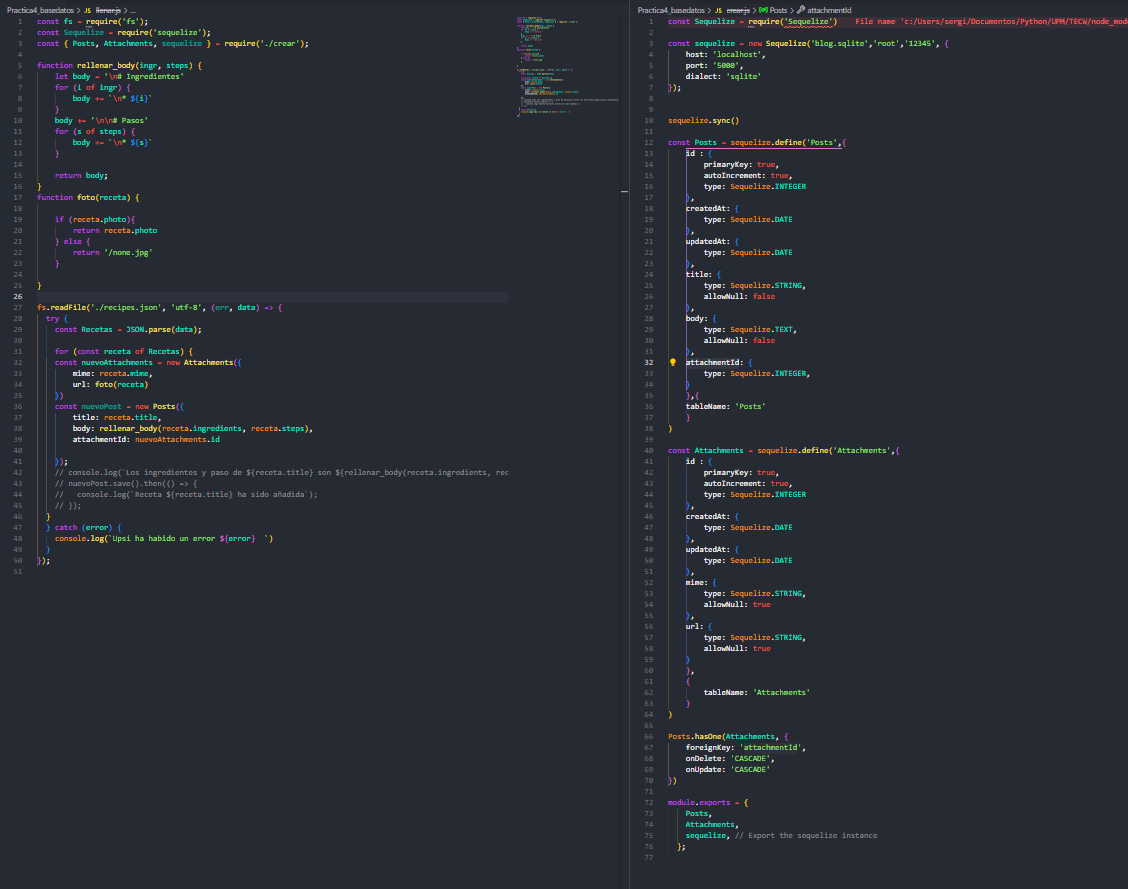 Practica4_basedatos > JS llenar.js > ...
1 const fs = require('fs');
2 const Sequelize = require('sequelize');
3 const { Posts, Attachments, sequelize } = require('./crear');
4
5 function rellenar_body(ingr, steps) {
6 let body = '\n# Ingredientes'
7 for (i of ingr) {
8 body += `\n* ${i}`
9 }
10 body += '\n\n# Pasos'
11 for (s of steps) {
12 body += `\n* ${s}`
13 }
14
15 return body;
16 }
17 function foto(receta) {
18
19 if (receta.photo){
20 return receta.photo
21 } else {
22 return '/none.jpg'
23 }
24
25 }
26
27 fs.readFile('./recipes.json', 'utf-8', (err, data) => {
28 try {
29 const Recetas = JSON.parse(data);
30
31 for (const receta of Recetas) {
32 const nuevoAttachments = new Attachments({
33 mime: receta.mime,
34 url: foto(receta)
35 })
36 const nuevoPost = new Posts({
37 title: receta.title,
38 body: rellenar_body(receta.ingredients, receta.steps),
39 attachmentId: nuevoAttachments.id
40
41 });
42 // console.log(`Los ingredientes y paso de ${receta.title} son ${rellenar_body(receta.ingredients, rec
43 // nuevoPost.save().then(() => {
44 //   console.log(`Receta ${receta.title} ha sido añadida`);
45 // });
46 }
47 } catch (error) {
48 console.log(`Upsi ha habido un error ${error}  `)
49 }
50 });
51
Practica4_basedatos > JS crear.js > Posts > attachmentId
1 const Sequelize = require('Sequelize') File name 'c:/Users/sergi/Documentos/Python/UPM/TECW/node_mod
2
3 const sequelize = new Sequelize('blog.sqlite','root','12345', {
4 host: 'localhost',
5 port: '5000',
6 dialect: 'sqlite'
7 });
8
9
10 sequelize.sync()
11
12 const Posts = sequelize.define('Posts',{
13 id : {
14 primaryKey: true,
15 autoIncrement: true,
16 type: Sequelize.INTEGER
17 },
18 createdAt: {
19 type: Sequelize.DATE
20 },
21 updatedAt: {
22 type: Sequelize.DATE
23 },
24 title: {
25 type: Sequelize.STRING,
26 allowNull: false
27 },
28 body: {
29 type: Sequelize.TEXT,
30 allowNull: false
31 },
32 attachmentId: {
33 type: Sequelize.INTEGER,
34 }
35 },{
36 tableName: 'Posts'
37 }
38 )
39
40 const Attachments = sequelize.define('Attachments',{
41 id : {
42 primaryKey: true,
43 autoIncrement: true,
44 type: Sequelize.INTEGER
45 },
46 createdAt: {
47 type: Sequelize.DATE
48 },
49 updatedAt: {
50 type: Sequelize.DATE
51 },
52 mime: {
53 type: Sequelize.STRING,
54 allowNull: true
55 },
56 url: {
57 type: Sequelize.STRING,
58 allowNull: true
59 }
60 },
61 {
62 tableName: 'Attachments'
63 }
64 )
65
66 Posts.hasOne(Attachments, {
67 foreignKey: 'attachmentId',
68 onDelete: 'CASCADE',
69 onUpdate: 'CASCADE'
70 })
71
72 module.exports = {
73 Posts,
74 Attachments,
75 sequelize, // Export the sequelize instance
76 };
77